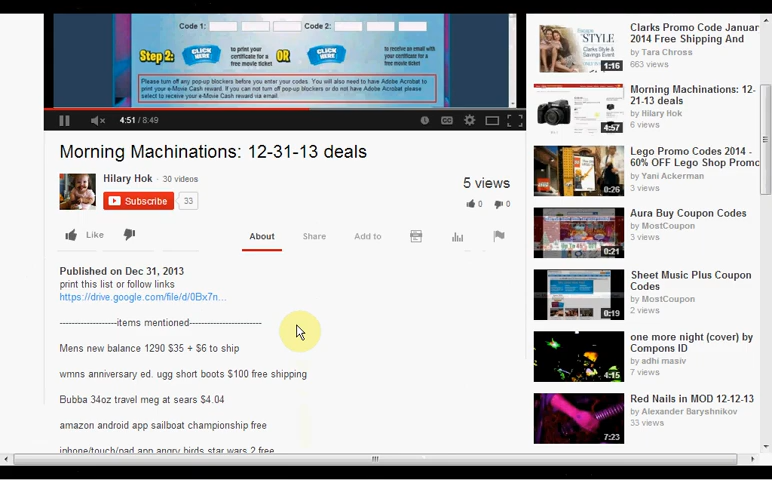 Code 1:
Code 2:
Step 2:
CLICK HERE
to print your certificate for a free movie ticket
OR
CLICK HERE
to receive an email with your certificate for a free movie ticket
Please turn off any pop-up blockers before you enter your codes. You will also need to have Adobe Acrobat to
print your e-Movie Cash reward. If you can not turn off pop-up blockers or do not have Adobe Acrobat please
select to receive your e-Movie Cash reward via email.
4:51 / 8:49
CC
Morning Machinations: 12-31-13 deals
Hilary Hok · 30 videos
Subscribe
33
5 views
0
0
Like
About
Share
Add to
Published on Dec 31, 2013
print this list or follow links
https://drive.google.com/file/d/0Bx7n...
-------------------items mentioned------------------------
Mens new balance 1290 $35 + $6 to ship
wmns anniversary ed. ugg short boots $100 free shipping
Bubba 34oz travel meg at sears $4.04
amazon android app sailboat championship free
iphone/touch/pad app angry birds star wars 2 free
STYLE
Clarks Style &
Savings Event
1:16
Clarks Promo Code Januar
2014 Free Shipping And
by Tara Chross
663 views
4:57
Morning Machinations: 12-
21-13 deals
by Hilary Hok
6 views
0:26
Lego Promo Codes 2014 -
60% OFF Lego Shop Promo
by Yani Ackerman
3 views
0:21
Aura Buy Coupon Codes
by MostCoupon
3 views
0:19
Sheet Music Plus Coupon
Codes
by MostCoupon
2 views
4:15
one more night (cover) by
Compons ID
by adhi masiv
7 views
7:23
Red Nails in MOD 12-12-13
by Alexander Baryshnikov
33 views